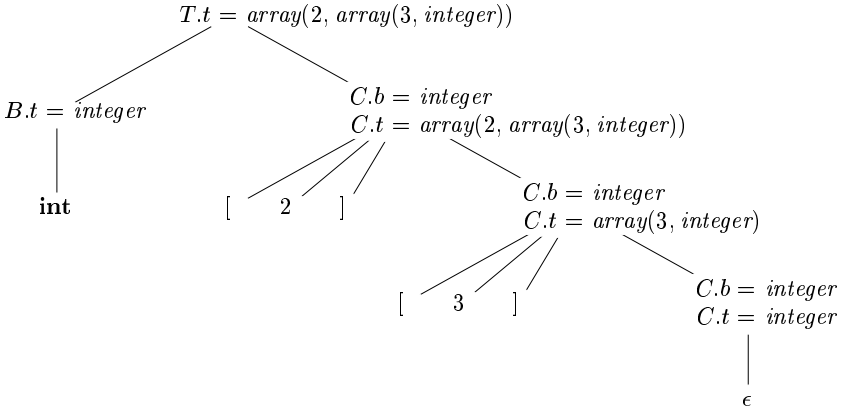 T.t = array(2, array(3, integer))
B.t = integer
C.b = integer
C.t = array(2, array(3, integer))
int
[ 2 ]
C.b = integer
C.t = array(3, integer)
[ 3 ]
C.b = integer
C.t = integer
ϵ